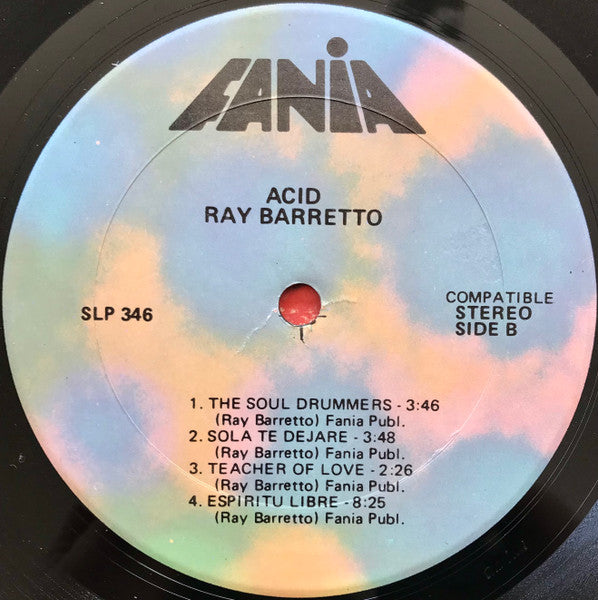 FANIA
ACID
RAY BARRETTO
SLP 346
COMPATIBLE
STEREO
SIDE B
1. THE SOUL DRUMMERS - 3:46
(Ray Barretto) Fania Publ.
2. SOLA TE DEJARE - 3:48
(Ray Barretto) Fania Publ.
3. TEACHER OF LOVE - 2:26
(Ray Barretto) Fania Publ.
4. ESPIRITU LIBRE - 8:25
(Ray Barretto) Fania Publ.